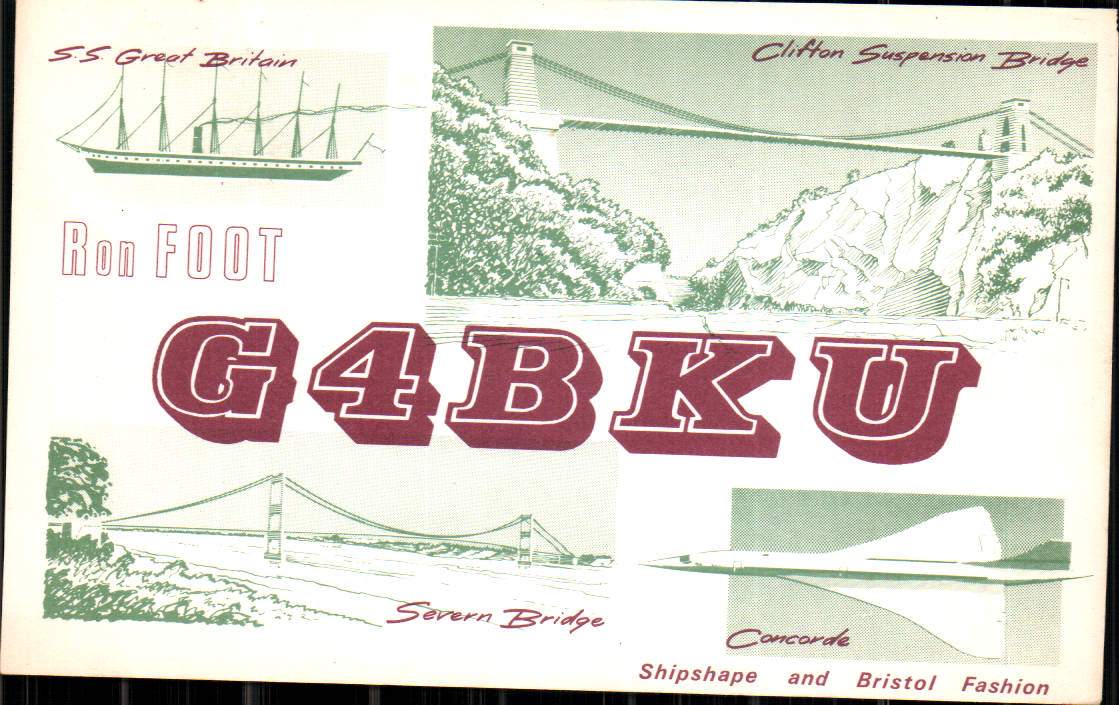 S.S. Great Britain
Clifton Suspension Bridge
Ron FOOT
G4BKU
Severn Bridge
Concorde
Shipshape and Bristol Fashion